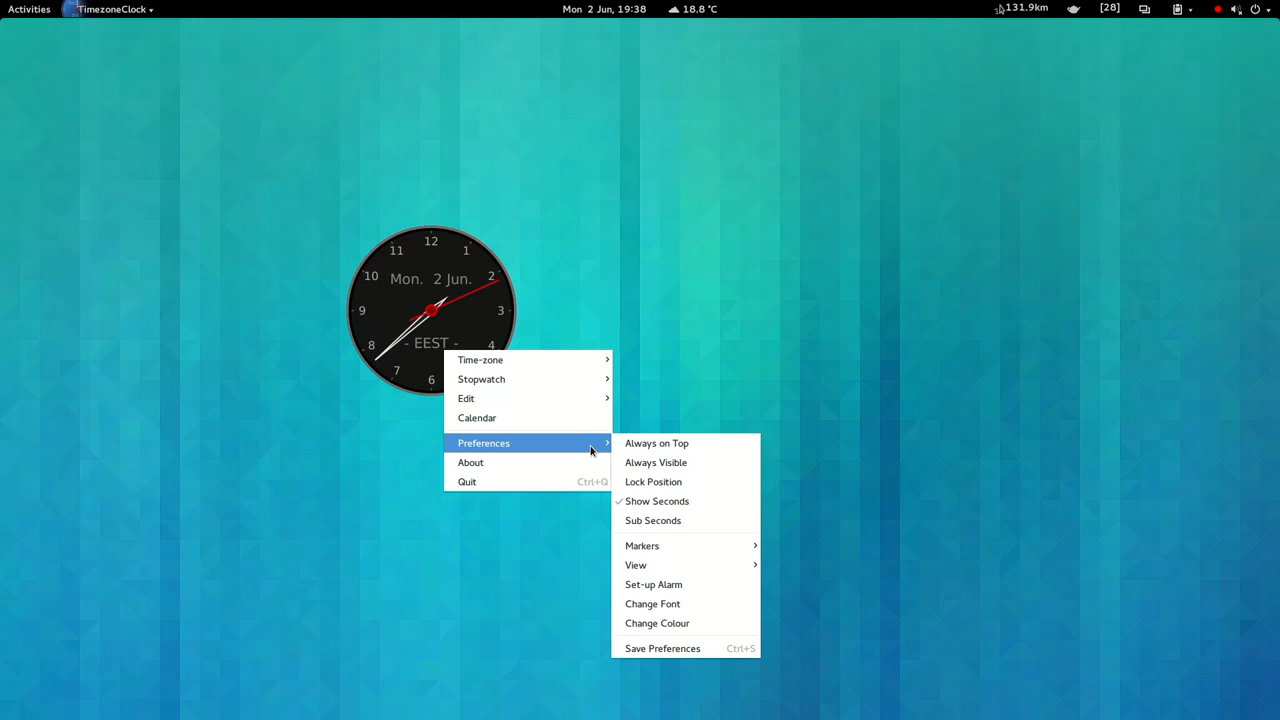 Activities TimezoneClock Mon 2 Jun, 19:38 18.8 °C 131.9km [28]
12
11 1
10 Mon. 2 Jun. 2
9 3
8 - EEST - 4
7
6
Time-zone
Stopwatch
Edit
Calendar
Preferences
About
Quit Ctrl+Q
Always on Top
Always Visible
Lock Position
Show Seconds
Sub Seconds
Markers
View
Set-up Alarm
Change Font
Change Colour
Save Preferences Ctrl+S